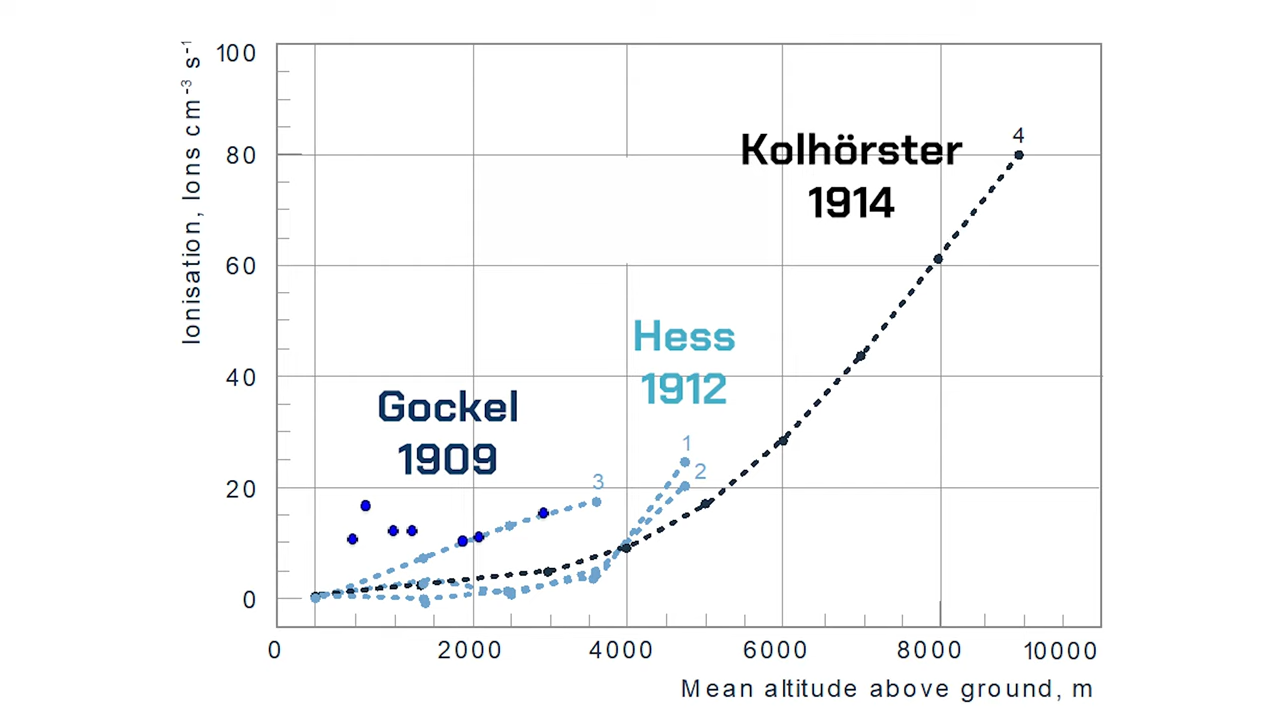 Ionisation, Ions cm-3 s-1
100
80
60
40
20
0
Kolhörster
1914
4
Hess
1912
1
2
Gockel
1909
3
0 2000 4000 6000 8000 10000
Mean altitude above ground, m